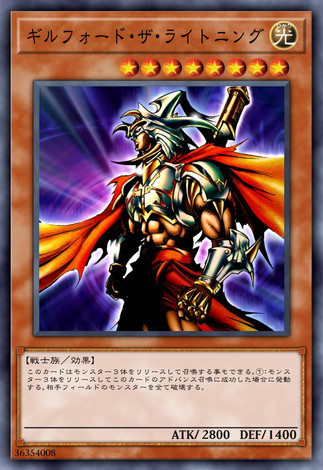 ギルフォード・ザ・ライトニング
光
【戦士族／効果】
このカードはモンスター３体をリリースして召喚する事もできる。①：モンス
ター３体をリリースしてこのカードのアドバンス召喚に成功した場合に発動
する。相手フィールドのモンスターを全て破壊する。
ATK/ 2800 DEF/1400
36354008